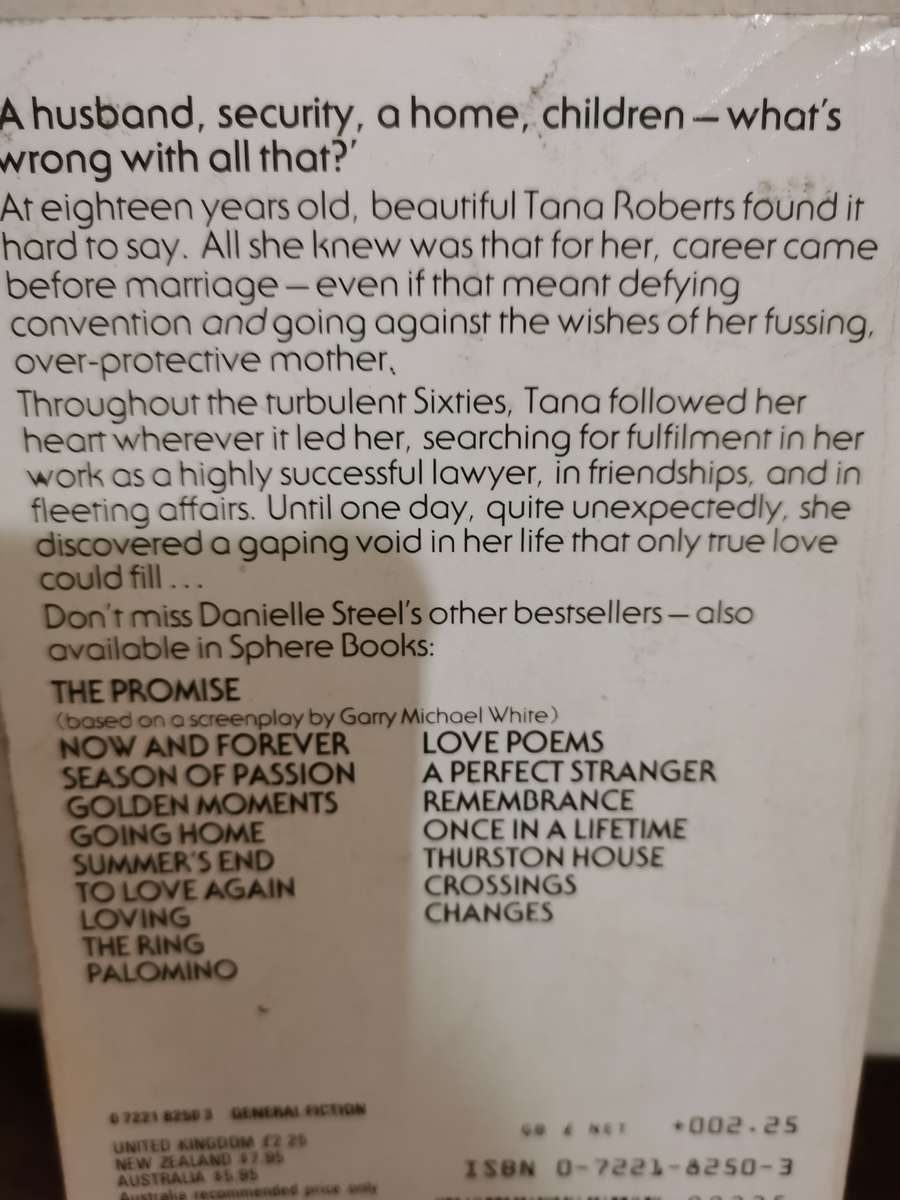 A husband, security, a home, children – what's
wrong with all that?'
At eighteen years old, beautiful Tana Roberts found it
hard to say. All she knew was that for her, career came
before marriage – even if that meant defying
convention and going against the wishes of her fussing,
over-protective mother.
Throughout the turbulent Sixties, Tana followed her
heart wherever it led her, searching for fulfilment in her
work as a highly successful lawyer, in friendships, and in
fleeting affairs. Until one day, quite unexpectedly, she
discovered a gaping void in her life that only true love
could fill ...
Don't miss Danielle Steel's other bestsellers – also
available in Sphere Books:
THE PROMISE
(based on a screenplay by Garry Michael White)
NOW AND FOREVER
SEASON OF PASSION
GOLDEN MOMENTS
GOING HOME
SUMMER'S END
TO LOVE AGAIN
LOVING
THE RING
PALOMINO
LOVE POEMS
A PERFECT STRANGER
REMEMBRANCE
ONCE IN A LIFETIME
THURSTON HOUSE
CROSSINGS
CHANGES
0 7221 8250 3 GENERAL FICTION
UNITED KINGDOM £2.25
NEW ZEALAND $7.95
AUSTRALIA $5.95
Australia recommended price only
GB £ NET +002.25
ISBN 0-7221-8250-3